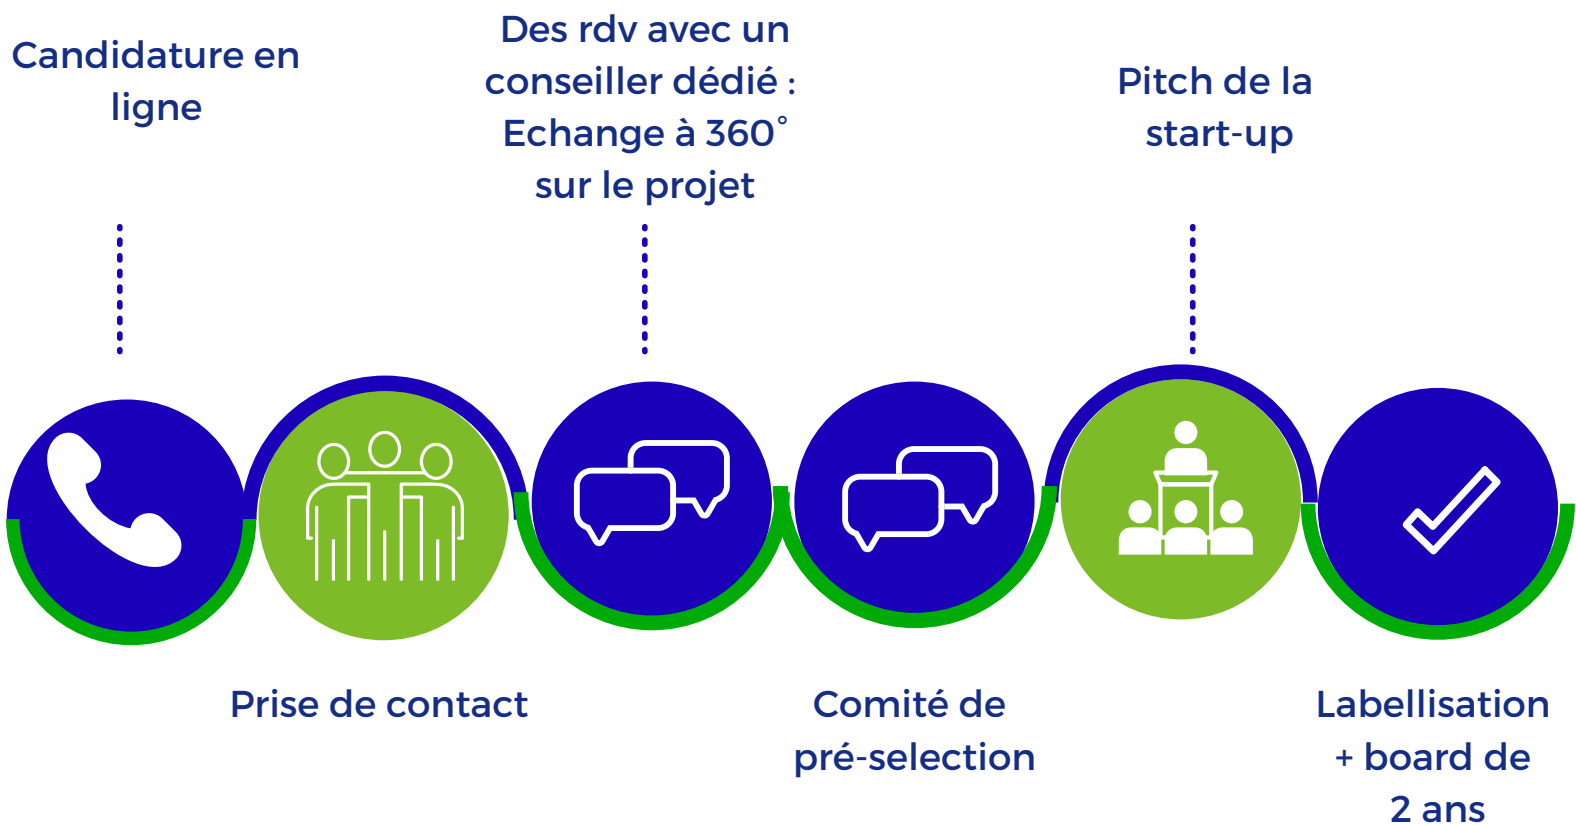 Candidature en
ligne
Prise de contact
Des rdv avec un
conseiller dédié :
Echange à 360°
sur le projet
Comité de
pré-selection
Pitch de la
start-up
Labellisation
+ board de
2 ans